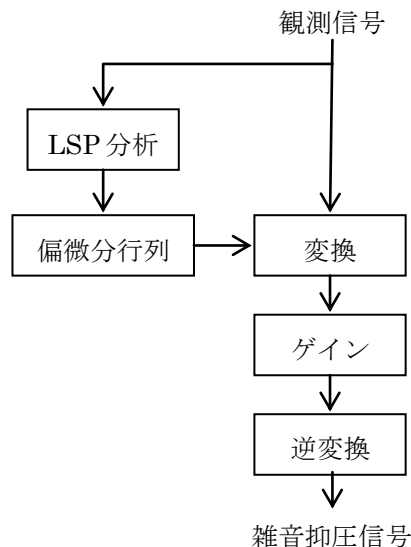 観測信号
LSP 分析
偏微分行列
変換
ゲイン
逆変換
雑音抑圧信号